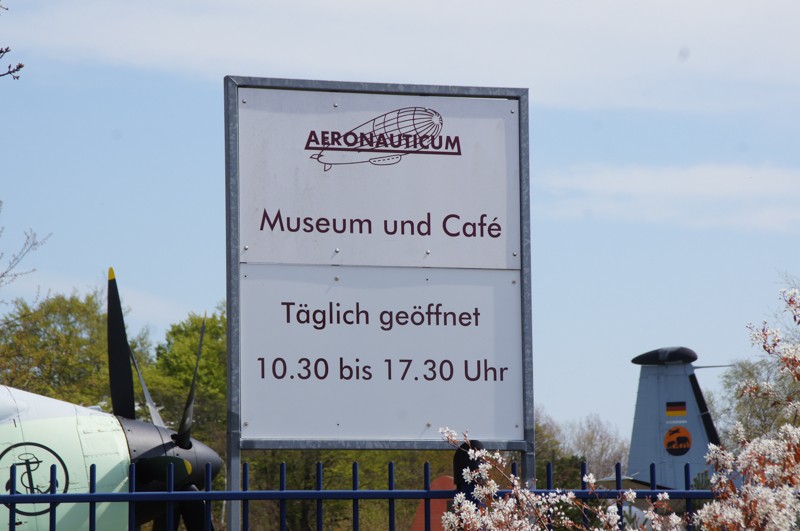 AERONAUTICUM
Museum und Café
Täglich geöffnet
10.30 bis 17.30 Uhr